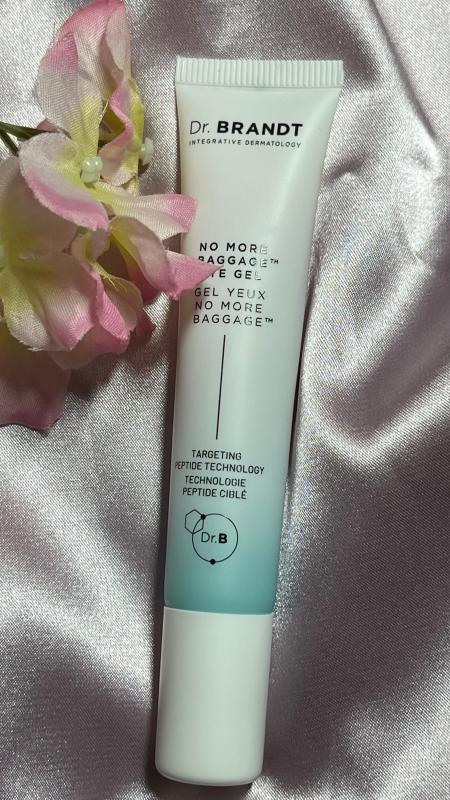 Dr. BRANDT
INTEGRATIVE DERMATOLOGY
NO MORE
BAGGAGE™
EYE GEL
GEL YEUX
NO MORE
BAGGAGE™
TARGETING
PEPTIDE TECHNOLOGY
TECHNOLOGIE
PEPTIDE CIBLÉ
Dr.B